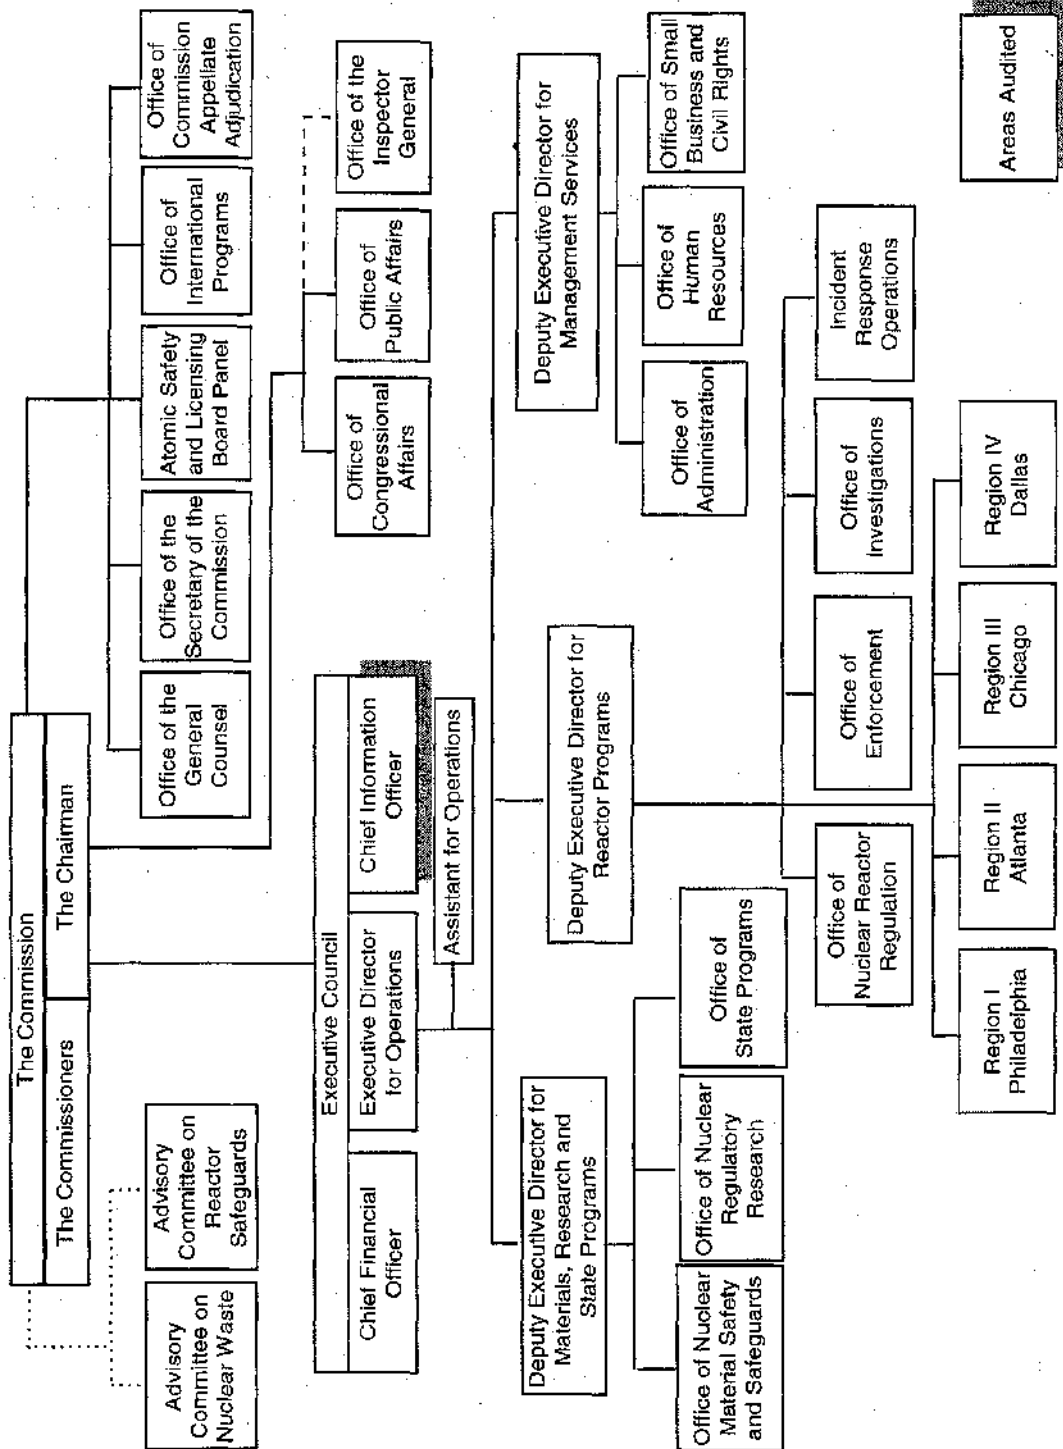 The Commission
The Commissioners
The Chairman
Advisory
Committee on
Nuclear Waste
Advisory
Committee on
Reactor
Safeguards
Office of the
General
Counsel
Office of the
Secretary of the
Commission
Atomic Safety
and Licensing
Board Panel
Office of
International
Programs
Office of
Commission
Appellate
Adjudication
Office of
Congressional
Affairs
Office of
Public Affairs
Office of the
Inspector
General
Executive Council
Chief Financial
Officer
Executive Director
for Operations
Chief Information
Officer
Assistant for Operations
Deputy Executive Director for
Materials, Research and
State Programs
Deputy Executive Director for
Reactor Programs
Deputy Executive Director for
Management Services
Office of Nuclear
Material Safety
and Safeguards
Office of Nuclear
Regulatory
Research
Office of
State Programs
Office of
Administration
Office of
Human
Resources
Office of Small
Business and
Civil Rights
Office of
Nuclear Reactor
Regulation
Office of
Enforcement
Office of
Investigations
Incident
Response
Operations
Region I
Philadelphia
Region II
Atlanta
Region III
Chicago
Region IV
Dallas
Areas Audited